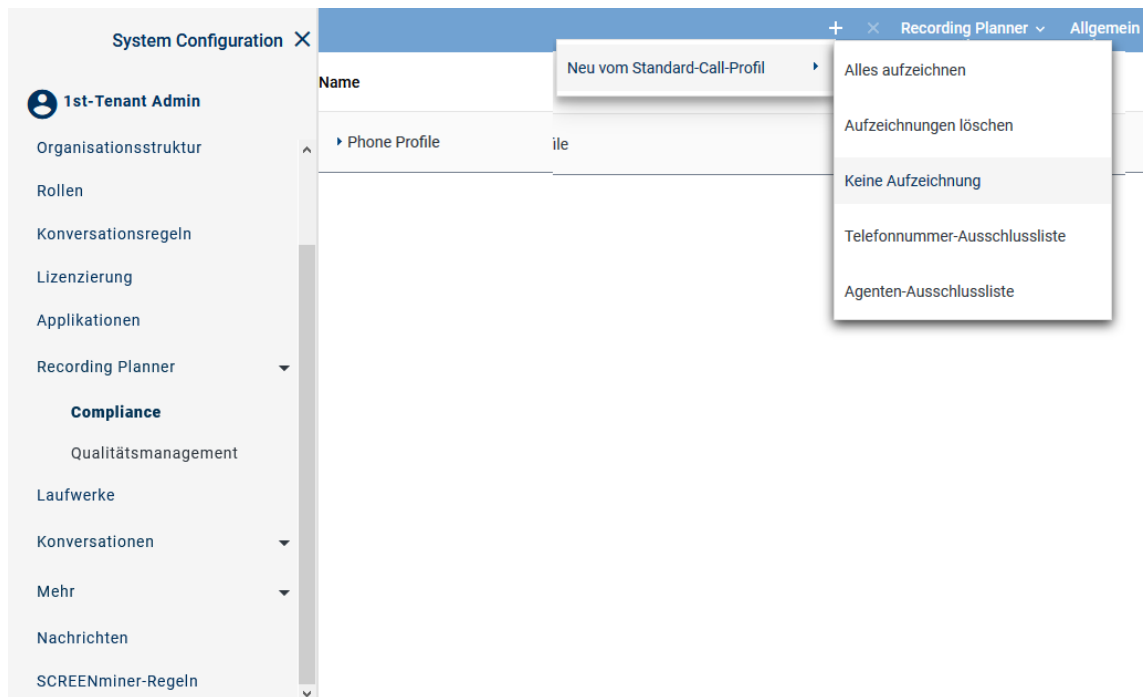 System Configuration
Recording Planner
Allgemein
1st-Tenant Admin
Organisationsstruktur
Rollen
Konversationsregeln
Lizenzierung
Applikationen
Recording Planner
Compliance
Qualitätsmanagement
Laufwerke
Konversationen
Mehr
Nachrichten
SCREENminer-Regeln
Name
Phone Profile
ile
Neu vom Standard-Call-Profil
Alles aufzeichnen
Aufzeichnungen löschen
Keine Aufzeichnung
Telefonnummer-Ausschlussliste
Agenten-Ausschlussliste